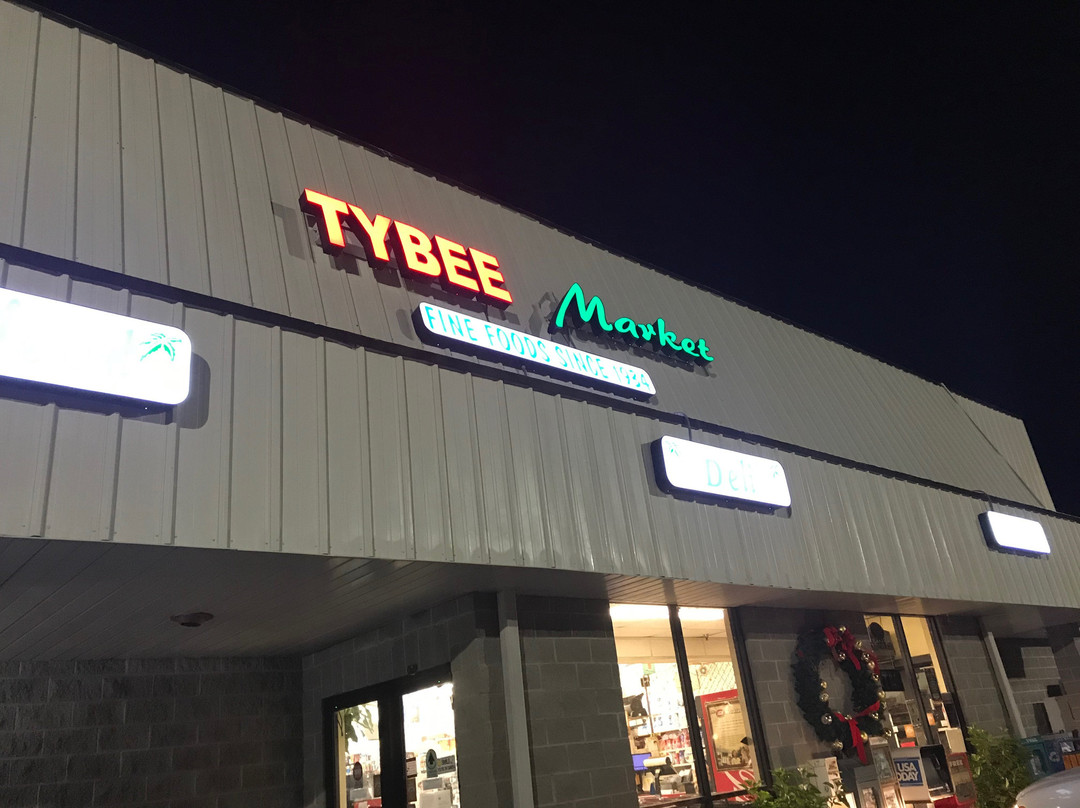 TYBEE
Market
FINE FOODS SINCE 1984
Deli
USA
TODAY